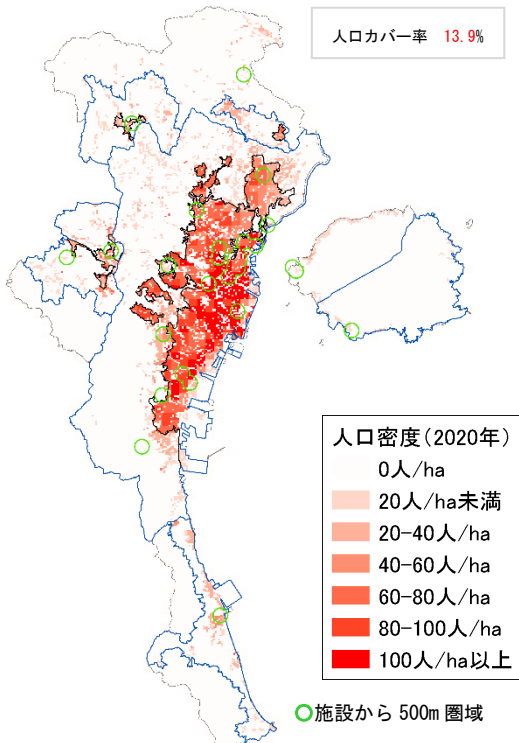 人口カバー率 13.9%
人口密度(2020年)
0人/ha
20人/ha未満
20-40人/ha
40-60人/ha
60-80人/ha
80-100人/ha
100人/ha以上
施設から500m圏域